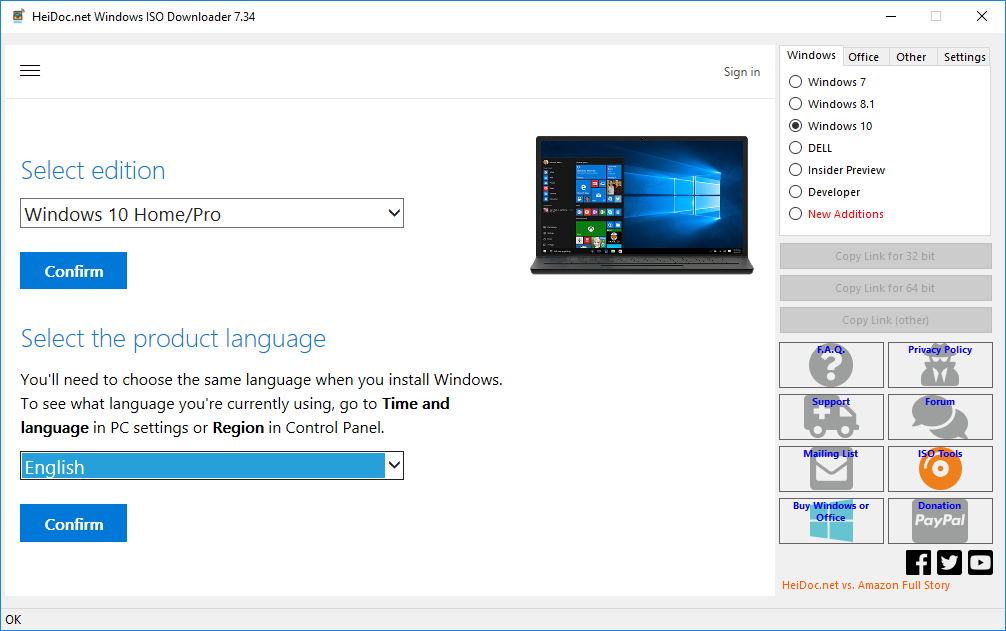 HeiDoc.net Windows ISO Downloader 7.34
Sign in
Select edition
Windows 10 Home/Pro
Confirm
Select the product language
You'll need to choose the same language when you install Windows.
To see what language you're currently using, go to Time and
language in PC settings or Region in Control Panel.
English
Confirm
Windows Office Other Settings
Windows 7
Windows 8.1
Windows 10
DELL
Insider Preview
Developer
New Additions
Copy Link for 32 bit
Copy Link for 64 bit
Copy Link (other)
F.A.Q. Privacy Policy
Support Forum
Mailing List ISO Tools
Buy Windows or
Office
Donation
PayPal
HeiDoc.net vs. Amazon Full Story
OK